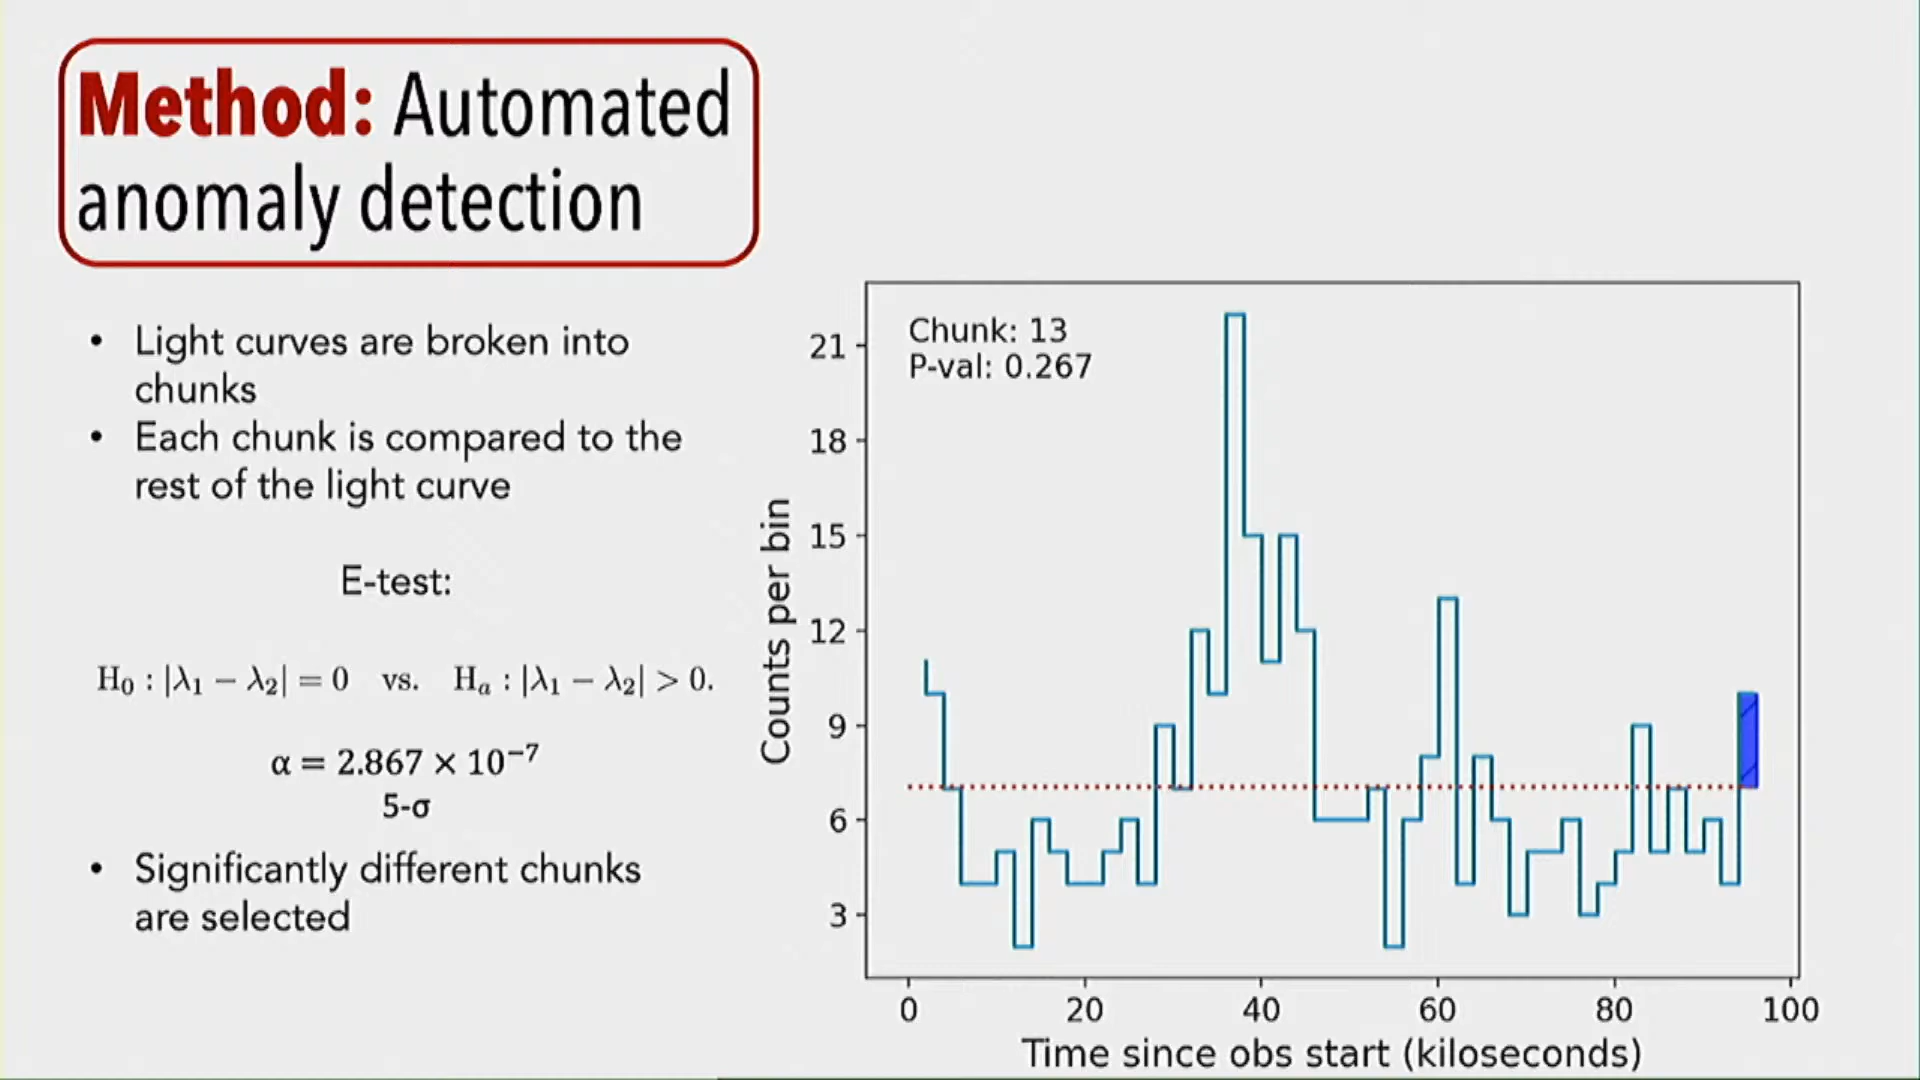 Method: Automated
anomaly detection
• Light curves are broken into
chunks
• Each chunk is compared to the
rest of the light curve
E-test:
H₀ : |λ₁ − λ₂| = 0 vs. Hₐ : |λ₁ − λ₂| > 0.
α = 2.867 × 10⁻⁷
5-σ
• Significantly different chunks
are selected
Chunk: 13
P-val: 0.267
Counts per bin
21
18
15
12
9
6
3
0 20 40 60 80 100
Time since obs start (kiloseconds)